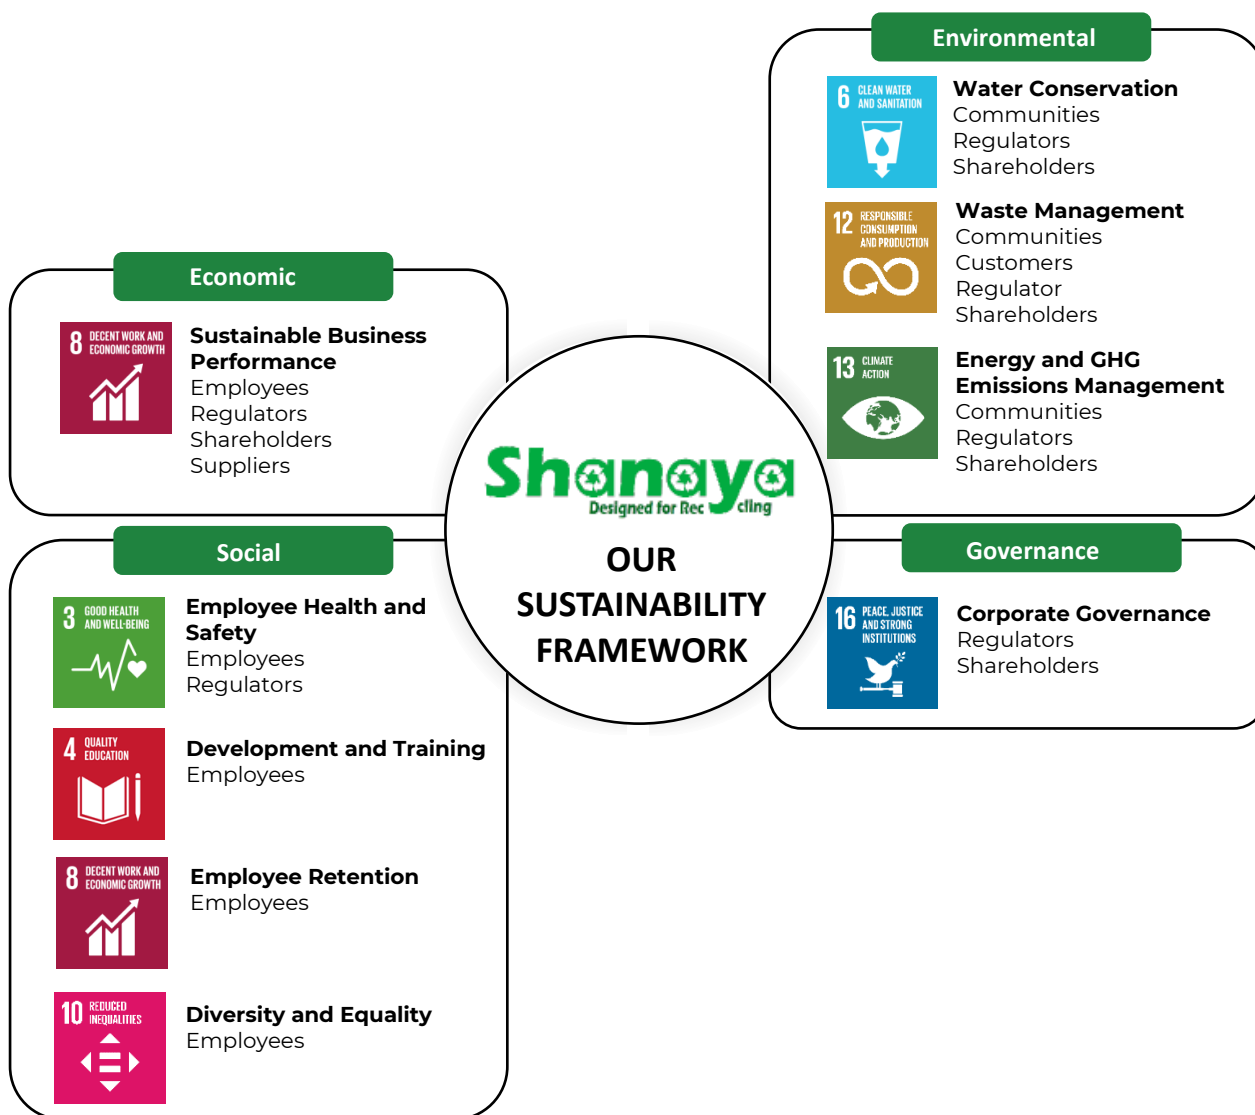 Economic
8 DECENT WORK AND
ECONOMIC GROWTH
Sustainable Business
Performance
Employees
Regulators
Shareholders
Suppliers
Social
3 GOOD HEALTH
AND WELL-BEING
Employee Health and
Safety
Employees
Regulators
4 QUALITY
EDUCATION
Development and Training
Employees
8 DECENT WORK AND
ECONOMIC GROWTH
Employee Retention
Employees
10 REDUCED
INEQUALITIES
Diversity and Equality
Employees
Shanaya
Designed for Rec cling
OUR
SUSTAINABILITY
FRAMEWORK
Environmental
6 CLEAN WATER
AND SANITATION
Water Conservation
Communities
Regulators
Shareholders
12 RESPONSIBLE
CONSUMPTION
AND PRODUCTION
Waste Management
Communities
Customers
Regulator
Shareholders
13 CLIMATE
ACTION
Energy and GHG
Emissions Management
Communities
Regulators
Shareholders
Governance
16 PEACE, JUSTICE
AND STRONG
INSTITUTIONS
Corporate Governance
Regulators
Shareholders